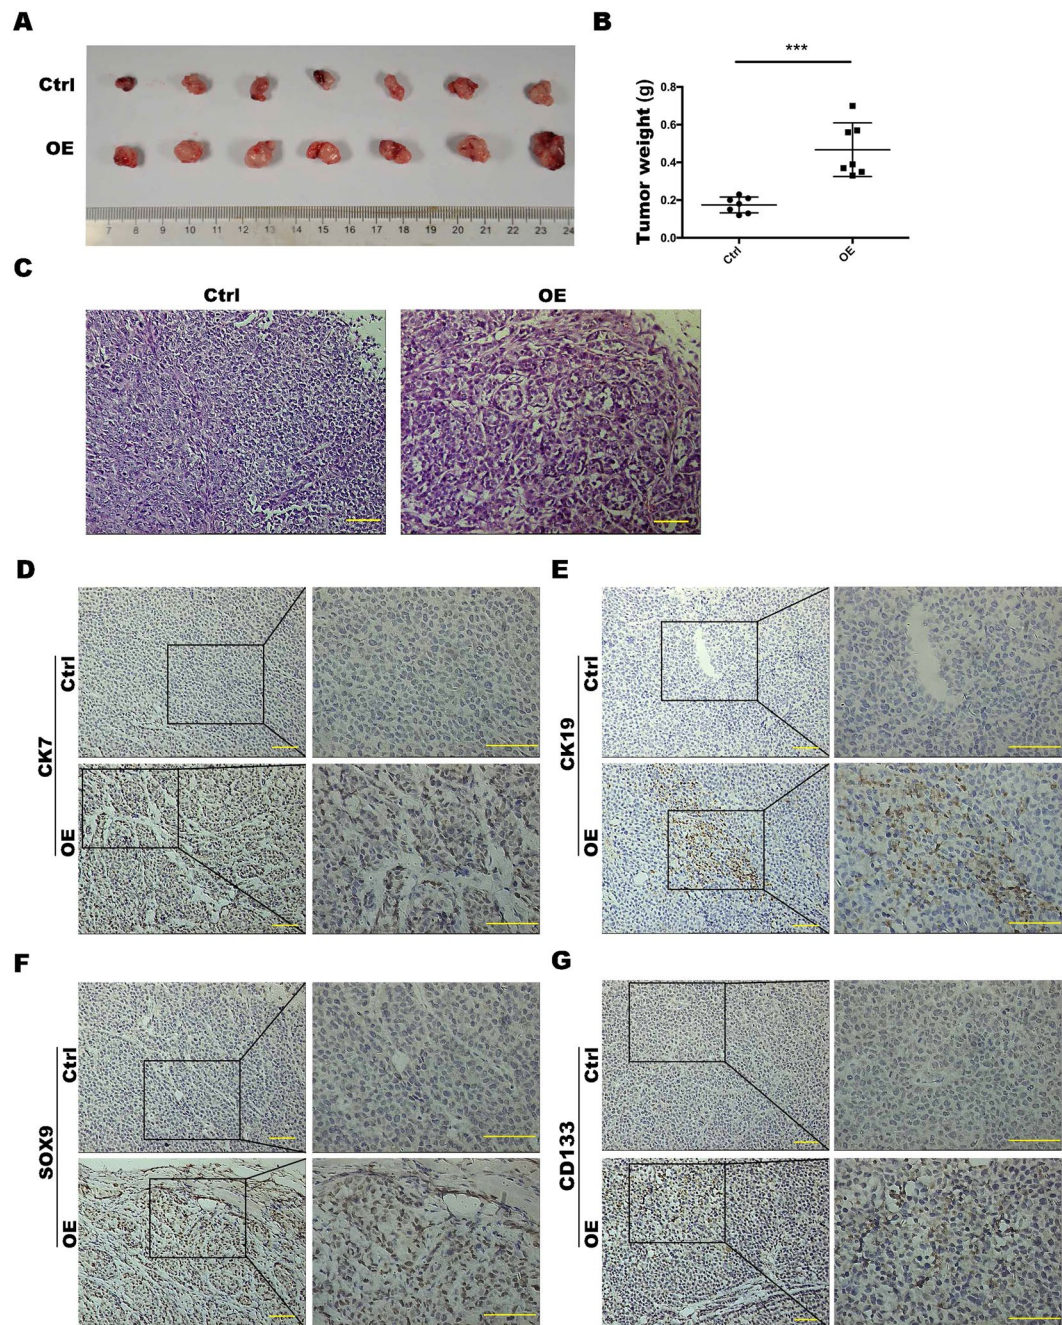 A
B
Ctrl
OE
7 8 9 10 11 12 13 14 15 16 17 18 19 20 21 22 23 24
***
Tumor weight (g)
0.8
0.6
0.4
0.2
0.0
Ctrl
OE
C
Ctrl
OE
D
E
CK7
Ctrl
OE
CK19
Ctrl
OE
F
G
SOX9
Ctrl
OE
CD133
Ctrl
OE